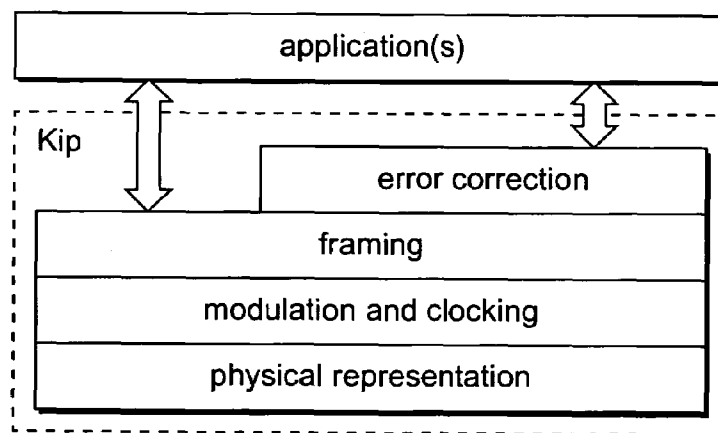 application(s)
Kip
error correction
framing
modulation and clocking
physical representation